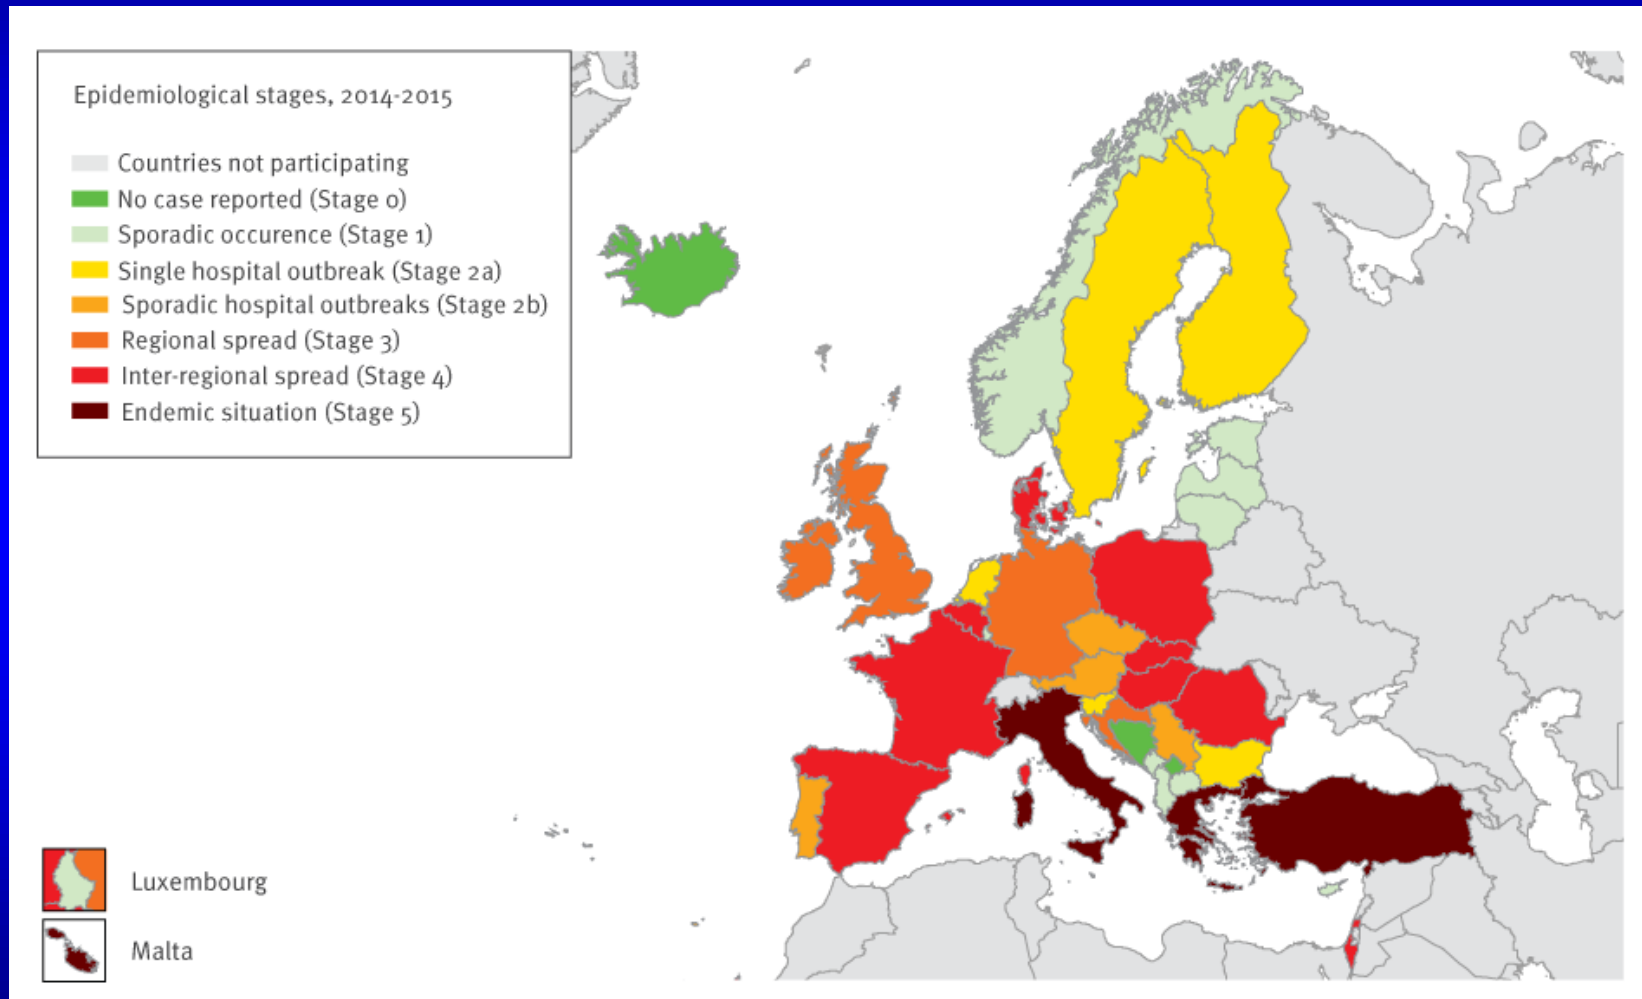 Epidemiological stages, 2014-2015
Countries not participating
No case reported (Stage 0)
Sporadic occurence (Stage 1)
Single hospital outbreak (Stage 2a)
Sporadic hospital outbreaks (Stage 2b)
Regional spread (Stage 3)
Inter-regional spread (Stage 4)
Endemic situation (Stage 5)
Luxembourg
Malta